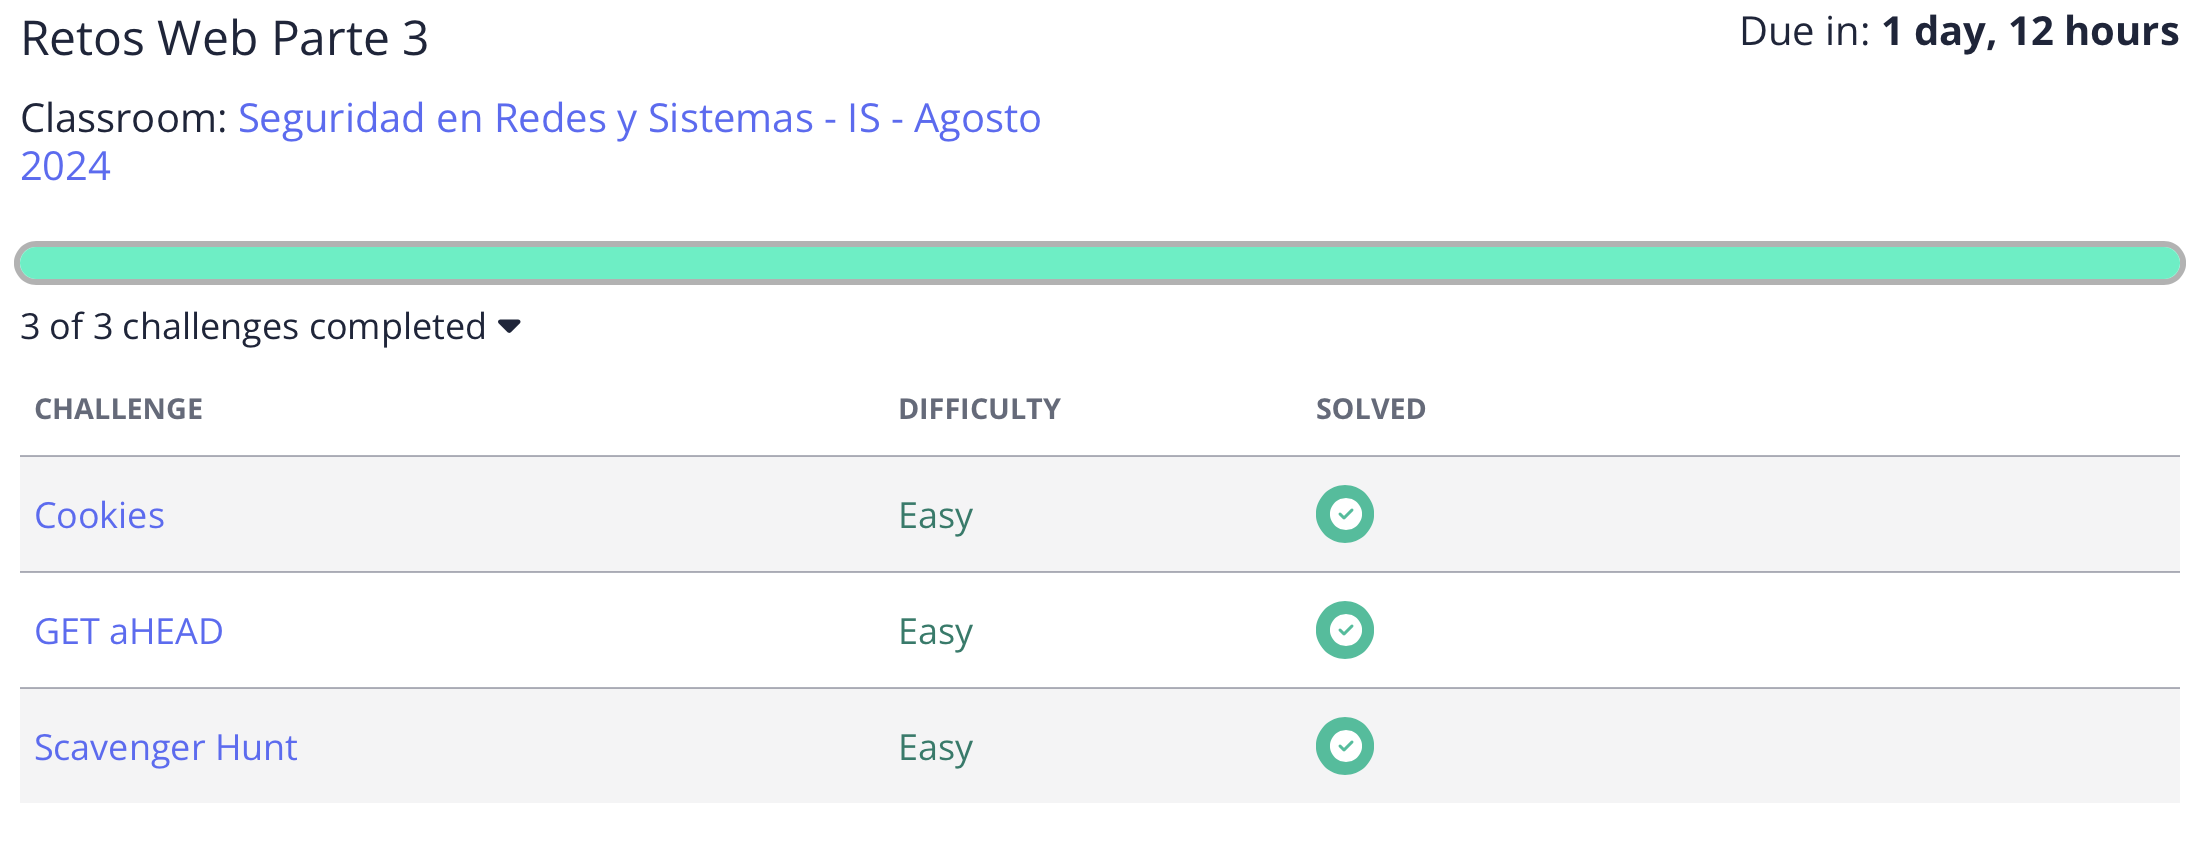 Retos Web Parte 3
Due in: 1 day, 12 hours
Classroom: Seguridad en Redes y Sistemas - IS - Agosto
2024
3 of 3 challenges completed
CHALLENGE DIFFICULTY SOLVED
Cookies Easy
GET aHEAD Easy
Scavenger Hunt Easy